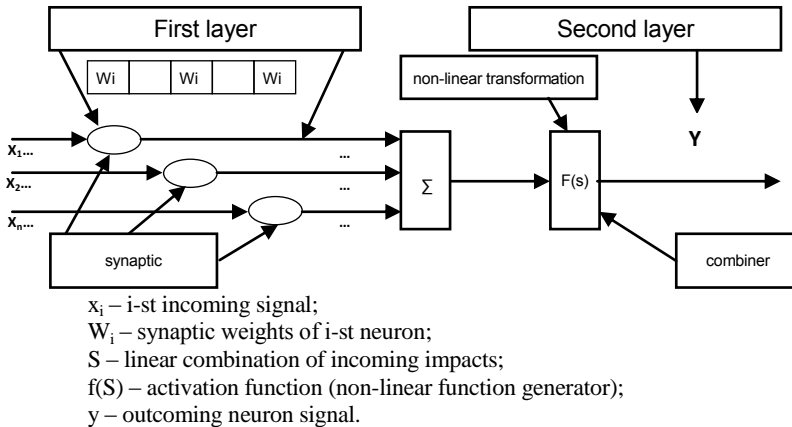 First layer
Second layer
Wi Wi Wi
non-linear transformation
Y
X1... ...
X2... ...
Xn... ...
Σ
F(s)
synaptic
combiner
xi – i-st incoming signal;
Wi – synaptic weights of i-st neuron;
S – linear combination of incoming impacts;
f(S) – activation function (non-linear function generator);
y – outcoming neuron signal.